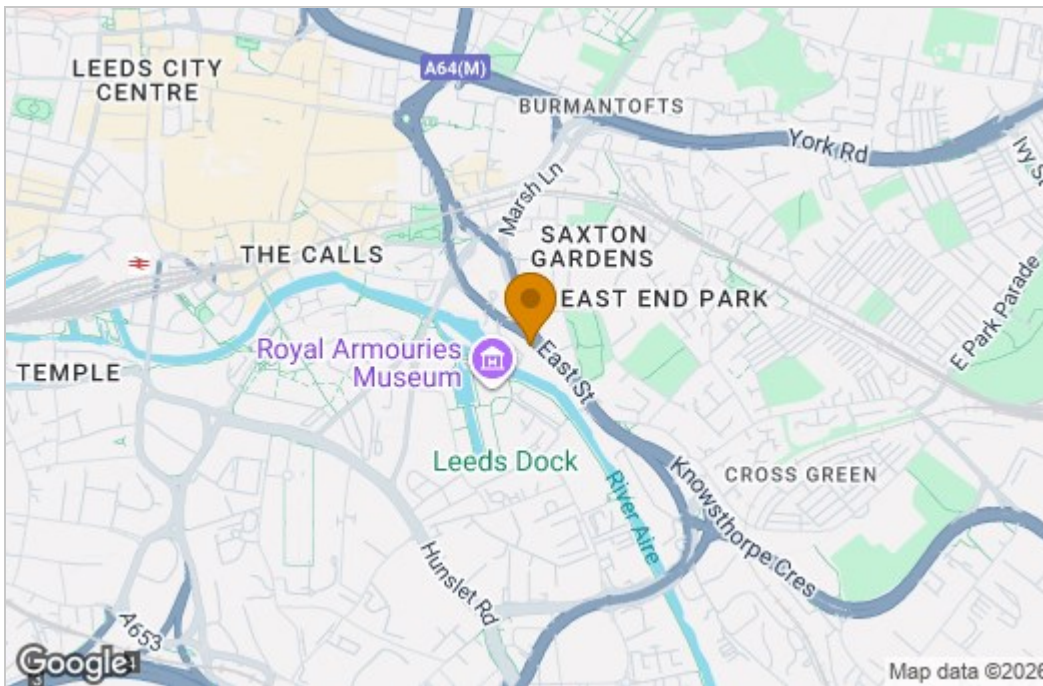 LEEDS CITY
CENTRE
A64(M)
BURMANTOFTS
York Rd
Ivy St
Marsh Ln
SAXTON
GARDENS
THE CALLS
EAST END PARK
E Park Parade
Royal Armouries
Museum
East St
TEMPLE
Leeds Dock
CROSS GREEN
River Aire
Knowsthorpe Cres
Hunslet Rd
A653
Google
Map data ©2026